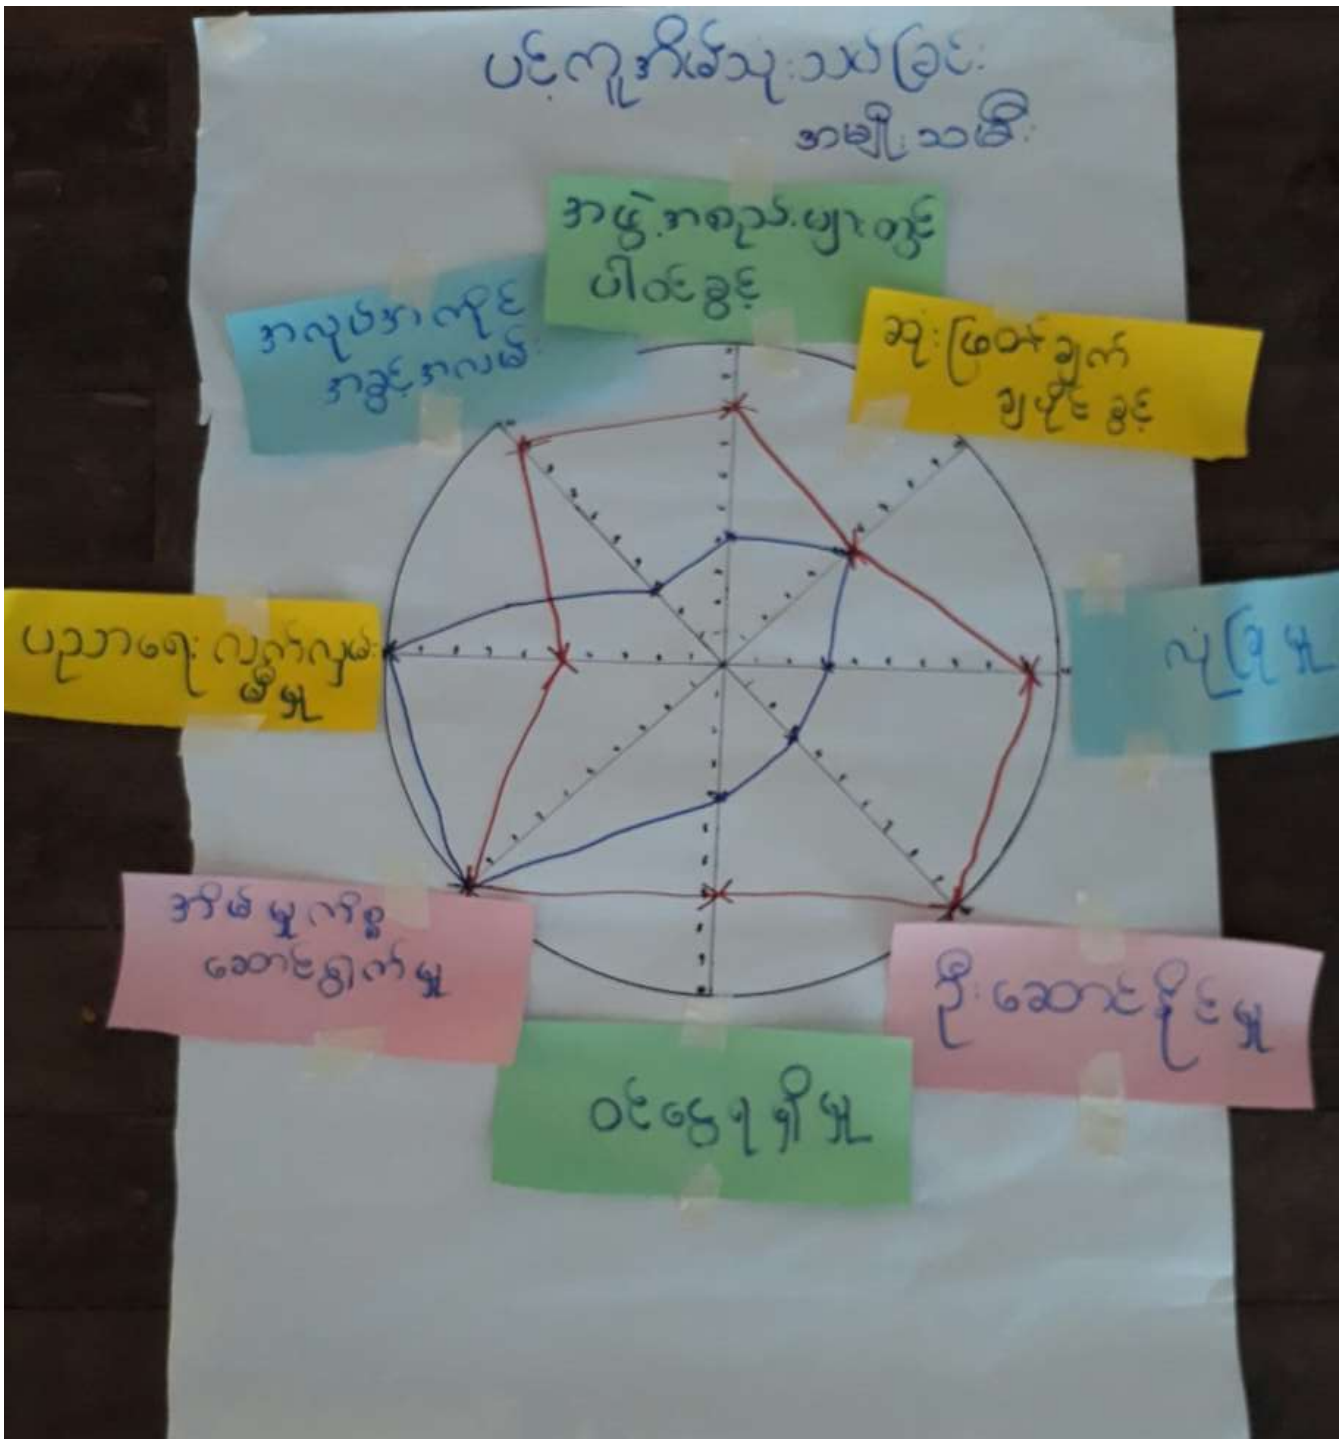 ပင့်ကူအိမ်သုံးသပ်ခြင်း
အမျိုးသမီး
အဖွဲ့အစည်းများတွင်
ပါဝင်ခွင့်
ဆုံးဖြတ်ချက်
ချပိုင်ခွင့်
လုံခြုံမှု
ဦးဆောင်နိုင်မှု
ဝင်ငွေရရှိမှု
အိမ်မှုကိစ္စ
ဆောင်ရွက်မှု
ပညာရေး လက်လှမ်း
မီမှု
အလုပ်အကိုင်
အခွင့်အလမ်း